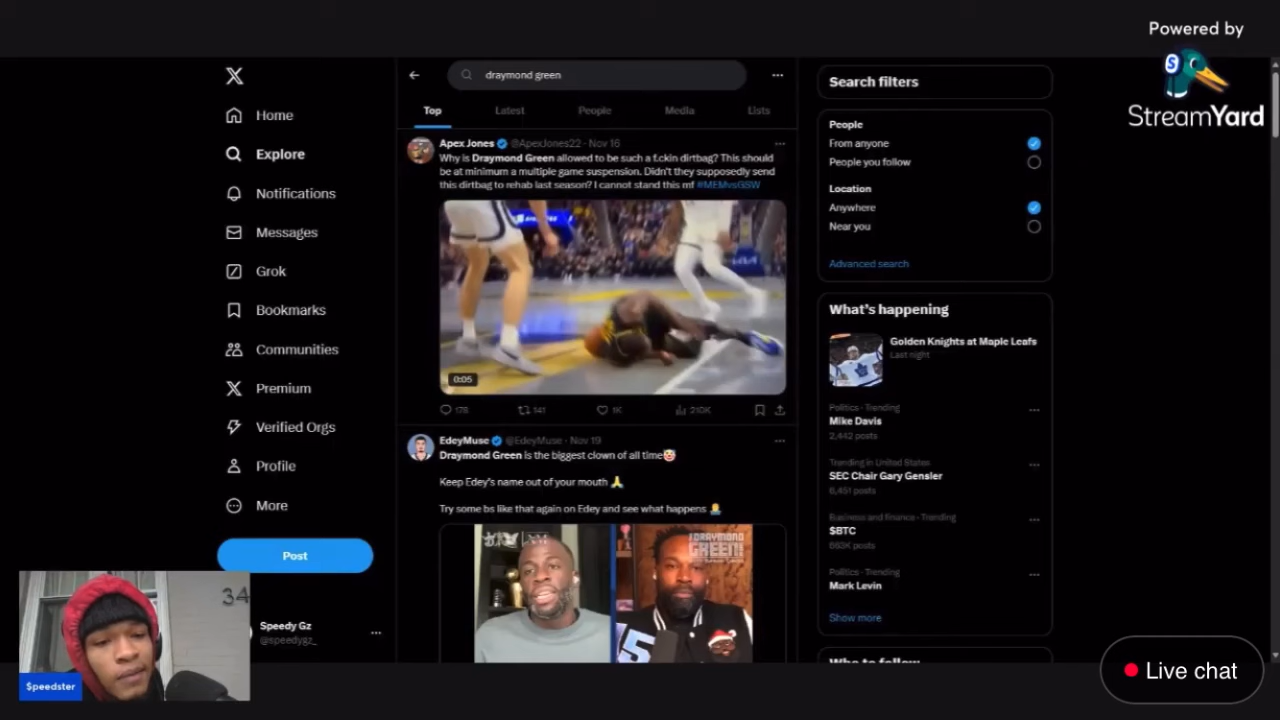 Powered by
S
StreamYard
draymond green
Top
Latest
People
Media
Lists
Home
Explore
Notifications
Messages
Grok
Bookmarks
Communities
Premium
Verified Orgs
Profile
More
Post
Speedy Gz
@speedygz_
Apex Jones @ApexJones22 · Nov 16
Why is Draymond Green allowed to be such a f.ckin dirtbag? This should
be at minimum a multiple game suspension. Didn't they supposedly send
this dirtbag to rehab last season? I cannot stand this mf #MEMvsGSW
0:05
178
141
1K
210K
EdeyMuse @EdeyMuse · Nov 19
Draymond Green is the biggest clown of all time🤡
Keep Edey's name out of your mouth 🙏
Try some bs like that again on Edey and see what happens
DRAYMOND
GREEN
15
Search filters
People
From anyone
People you follow
Location
Anywhere
Near you
Advanced search
What's happening
Golden Knights at Maple Leafs
Last night
Politics · Trending
Mike Davis
2,442 posts
Trending in United States
SEC Chair Gary Gensler
6,451 posts
Business and finance · Trending
$BTC
663K posts
Politics · Trending
Mark Levin
Show more
Who to follow
34
$peedster
Live chat